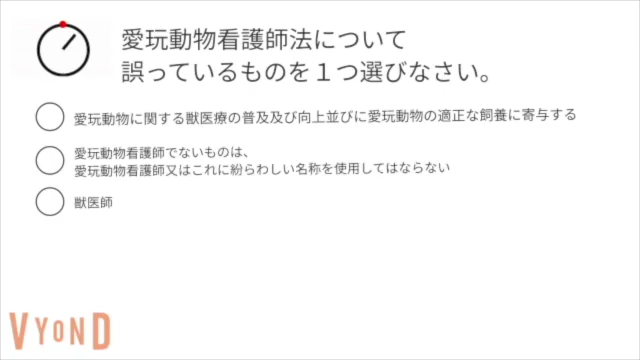 愛玩動物看護師法について
誤っているものを１つ選びなさい。
愛玩動物に関する獣医療の普及及び向上並びに愛玩動物の適正な飼養に寄与する
愛玩動物看護師でないものは、
愛玩動物看護師又はこれに紛らわしい名称を使用してはならない
獣医師
VYOND